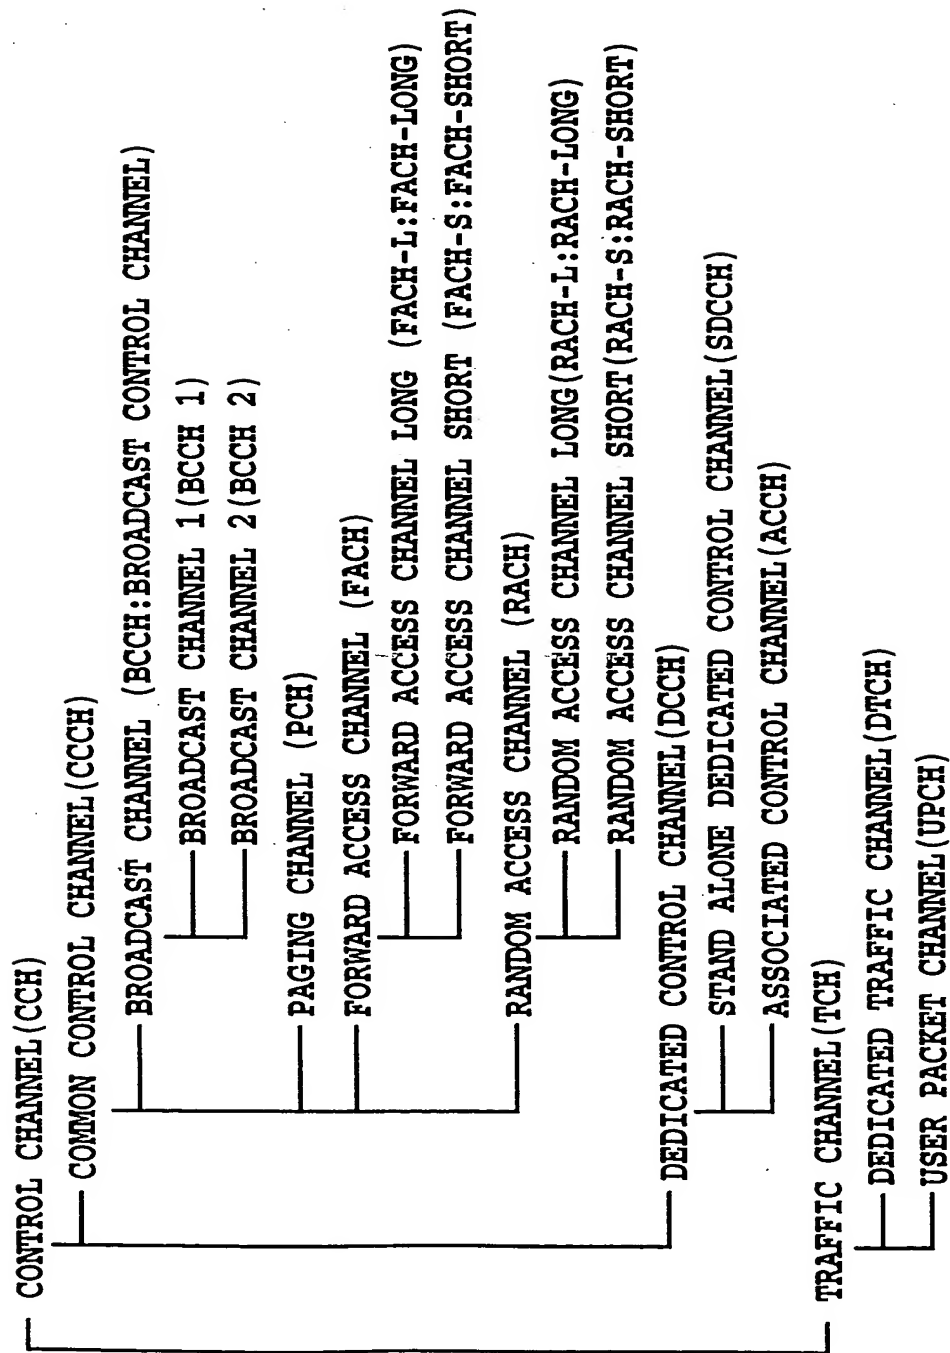 CONTROL CHANNEL(CCH)
COMMON CONTROL CHANNEL(CCCH)
BROADCAST CHANNEL (BCCH:BROADCAST CONTROL CHANNEL)
BROADCAST CHANNEL 1(BCCH 1)
BROADCAST CHANNEL 2(BCCH 2)
PAGING CHANNEL (PCH)
FORWARD ACCESS CHANNEL (FACH)
FORWARD ACCESS CHANNEL LONG (FACH-L:FACH-LONG)
FORWARD ACCESS CHANNEL SHORT (FACH-S:FACH-SHORT)
RANDOM ACCESS CHANNEL (RACH)
RANDOM ACCESS CHANNEL LONG(RACH-L:RACH-LONG)
RANDOM ACCESS CHANNEL SHORT(RACH-S:RACH-SHORT)
DEDICATED CONTROL CHANNEL(DCCH)
STAND ALONE DEDICATED CONTROL CHANNEL(SDCCH)
ASSOCIATED CONTROL CHANNEL(ACCH)
TRAFFIC CHANNEL(TCH)
DEDICATED TRAFFIC CHANNEL(DTCH)
USER PACKET CHANNEL(UPCH)